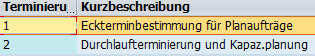 Terminieru... Kurzbeschreibung
1 Eckterminbestimmung für Planaufträge
2 Durchlaufterminierung und Kapaz.planung